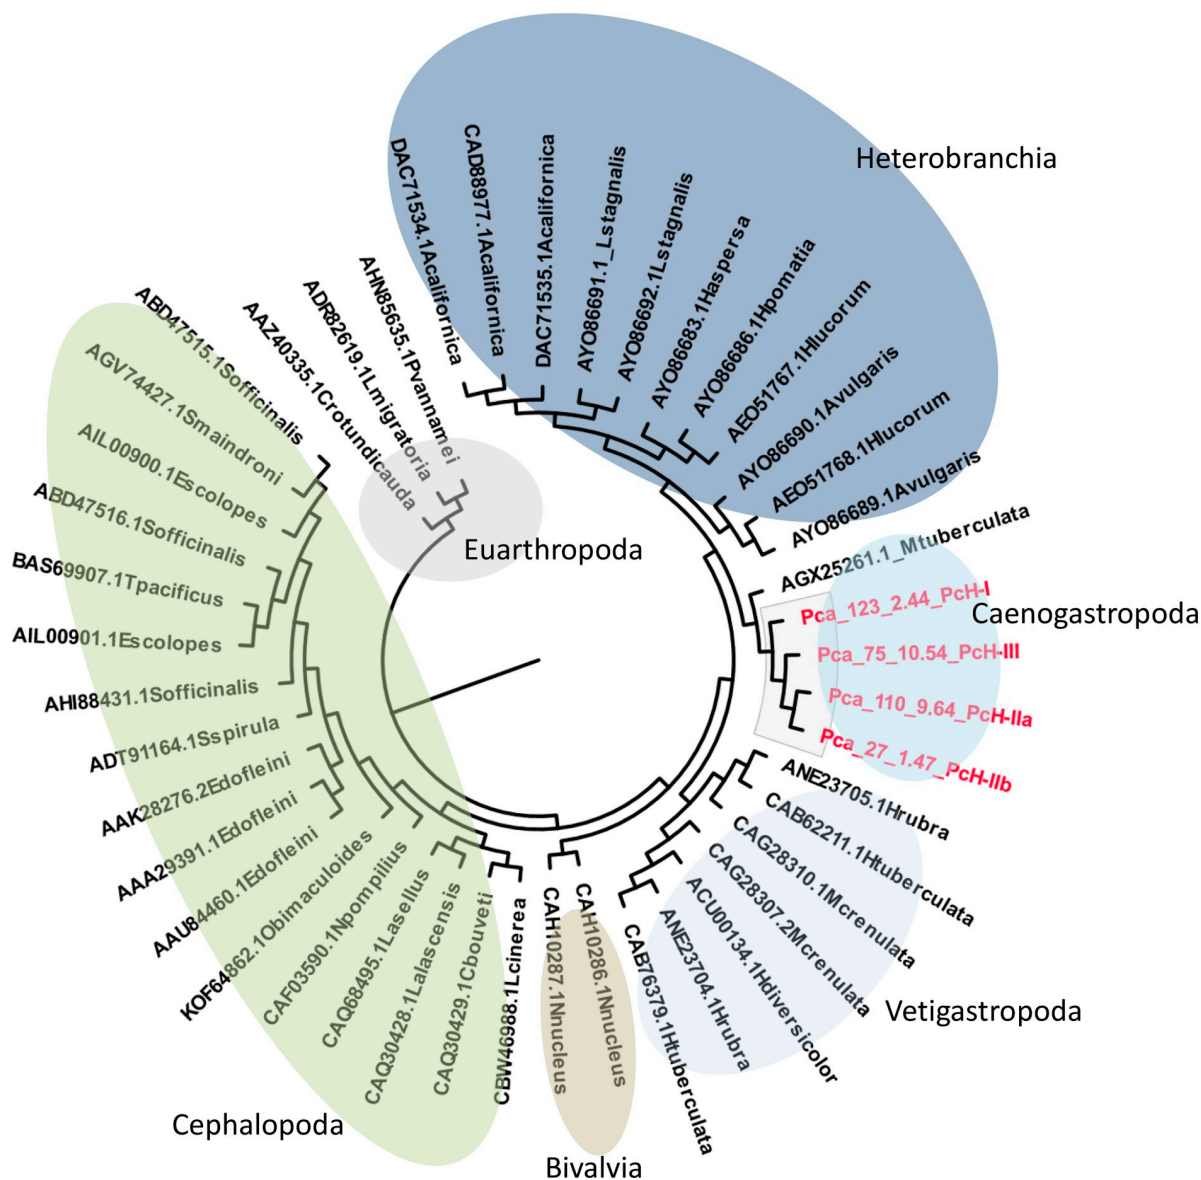 Heterobranchia
DAC71534.1Acalifornica
CAD88977.1Acalifornica
DAC71535.1Acalifornica
AYO86691.1_Lstagnalis
AYO86692.1Lstagnalis
AYO86683.1Haspersa
AYO86686.1Hpomatia
AEO51767.1Hlucorum
AYO86690.1Avulgaris
AEO51768.1Hlucorum
AYO86689.1Avulgaris
AGX25261.1_Mtuberculata
Pca_123_2.44_PcH-I
Caenogastropoda
Pca_75_10.54_PcH-III
Pca_110_9.64_PcH-IIa
Pca_27_1.47_PcH-IIb
ANE23705.1Hrubra
CAB62211.1Htuberculata
CAG28310.1Mcrenulata
CAG28307.2Mcrenulata
ACU00134.1Hdiversicolor
ANE23704.1Hrubra
CAB76379.1Htuberculata
Vetigastropoda
CAH10286.1Nnucleus
CAH10287.1Nnucleus
Bivalvia
CBW46988.1Lcinerea
CAQ30429.1Cbouveti
CAQ30428.1Lalascensis
CAQ68495.1Lasellus
CAF03590.1Npompilius
KOF64862.1Obimaculoides
AAU84460.1Edofleini
AAA29391.1Edofleini
AAK28276.2Edofleini
ADT91164.1Sspirula
AHI88431.1Sofficinalis
AIL00901.1Escolopes
BAS69907.1Tpacificus
ABD47516.1Sofficinalis
AIL00900.1Escolopes
AGV74427.1Smaindroni
ABD47515.1Sofficinalis
Cephalopoda
AAZ40335.1Crotundicauda
ADR82619.1Lmigratoria
AHN85635.1Pvannamei
Euarthropoda